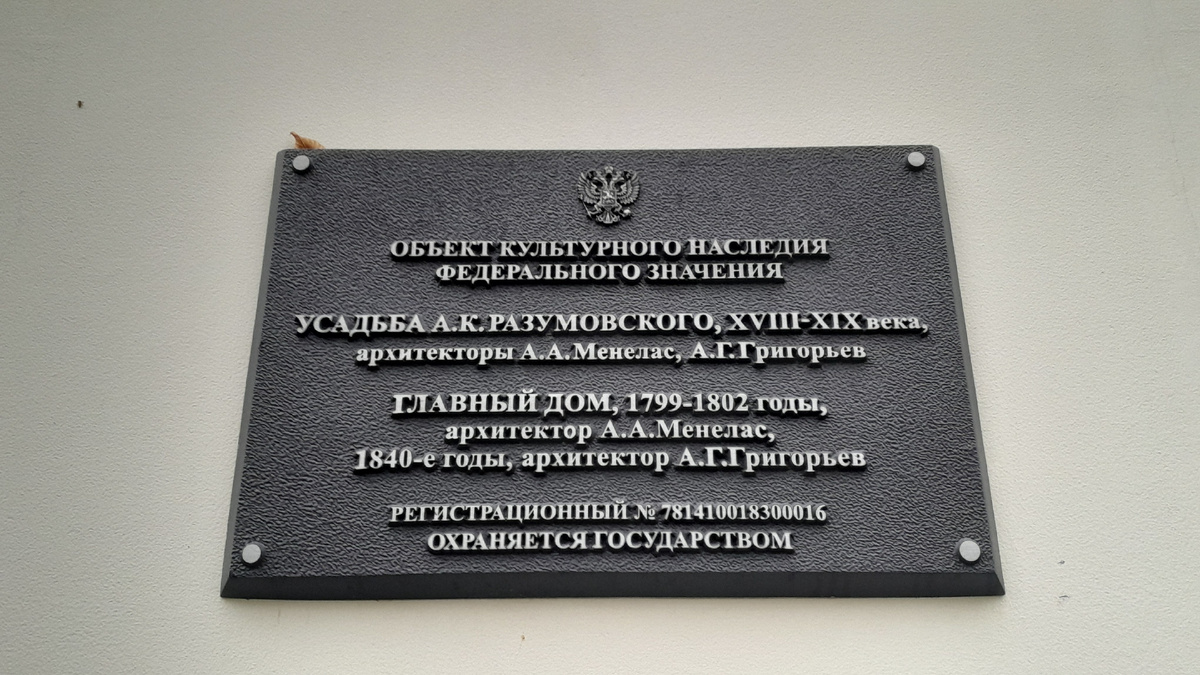 ОБЪЕКТ КУЛЬТУРНОГО НАСЛЕДИЯ
ФЕДЕРАЛЬНОГО ЗНАЧЕНИЯ
УСАДЬБА А.К. РАЗУМОВСКОГО, XVIII-XIX века,
архитекторы А.А.Менелас, А.Г.Григорьев
ГЛАВНЫЙ ДОМ, 1799-1802 годы,
архитектор А.А.Менелас,
1840-е годы, архитектор А.Г.Григорьев
РЕГИСТРАЦИОННЫЙ № 781410018300016
ОХРАНЯЕТСЯ ГОСУДАРСТВОМ